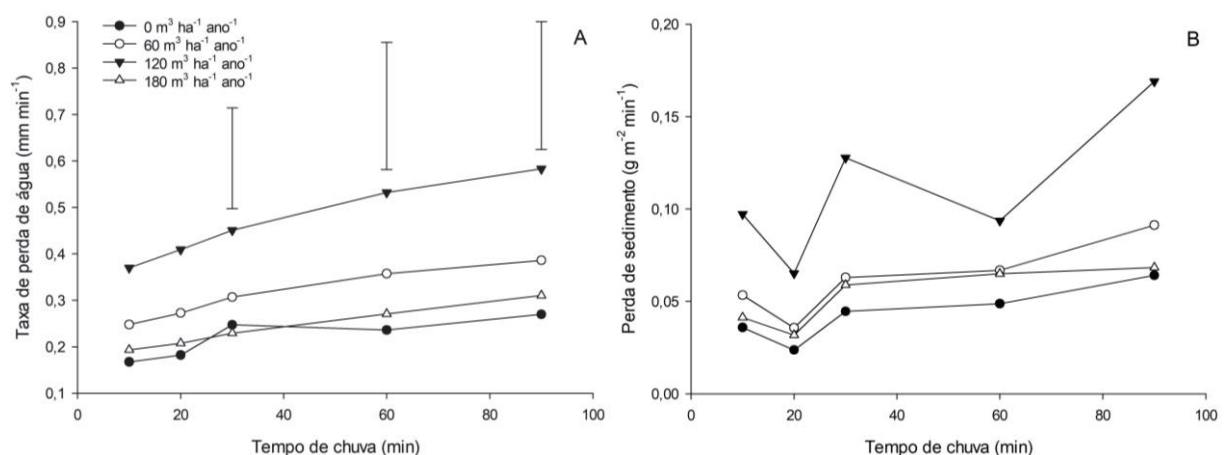 0,9
0,8
0,7
0,6
0,5
0,4
0,3
0,2
0,1
Taxa de perda de água (mm min⁻¹)
0 m³ ha⁻¹ ano⁻¹
60 m³ ha⁻¹ ano⁻¹
120 m³ ha⁻¹ ano⁻¹
180 m³ ha⁻¹ ano⁻¹
A
0 20 40 60 80 100
Tempo de chuva (min)
0,20
0,15
0,10
0,05
0,00
Perda de sedimento (g m⁻² min⁻¹)
B
0 20 40 60 80 100
Tempo de chuva (min)